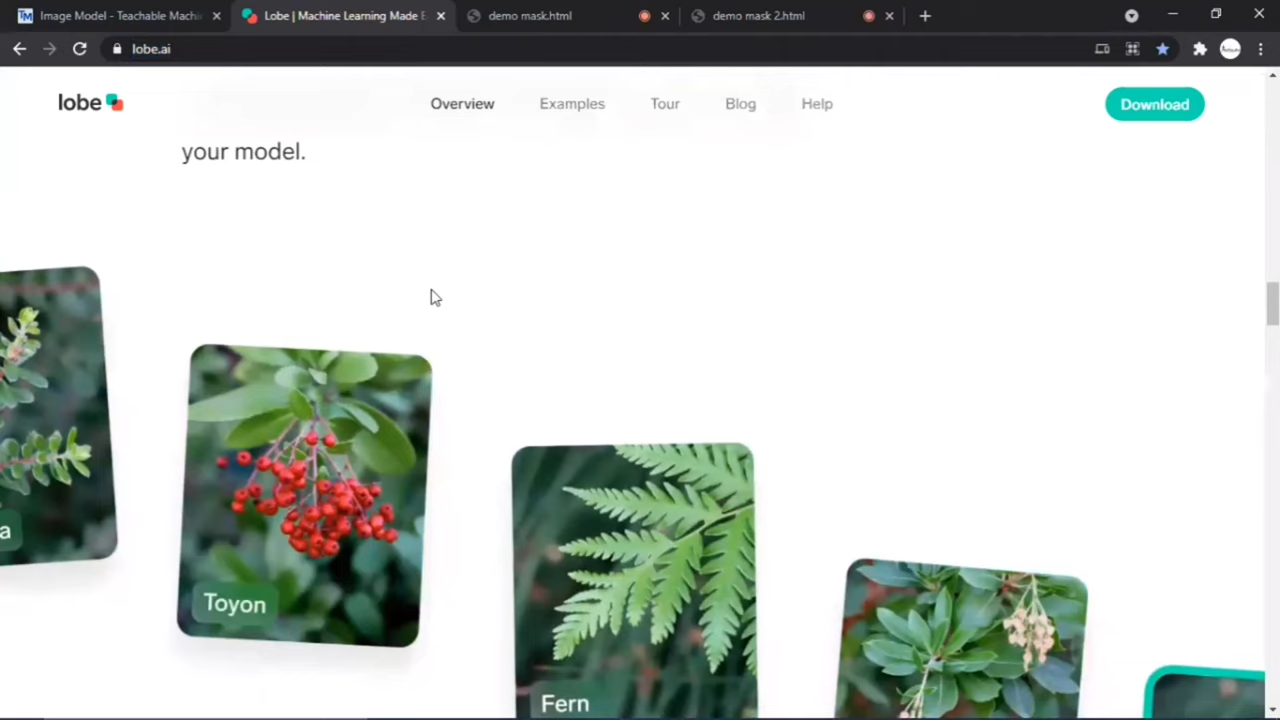 Image Model - Teachable Machi
Lobe | Machine Learning Made E
demo mask.html
demo mask 2.html
lobe.ai
lobe
Overview
Examples
Tour
Blog
Help
Download
your model.
a
Toyon
Fern